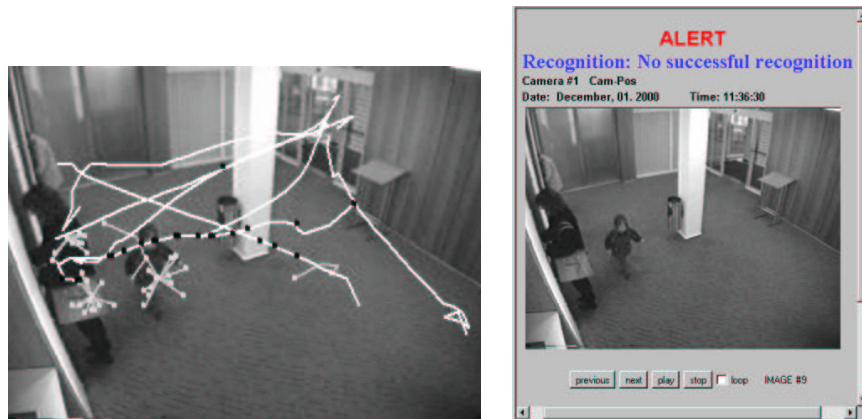 ALERT
Recognition: No successful recognition
Camera #1 Cam-Pos
Date: December, 01. 2000 Time: 11:36:30
previous next play stop loop IMAGE #9